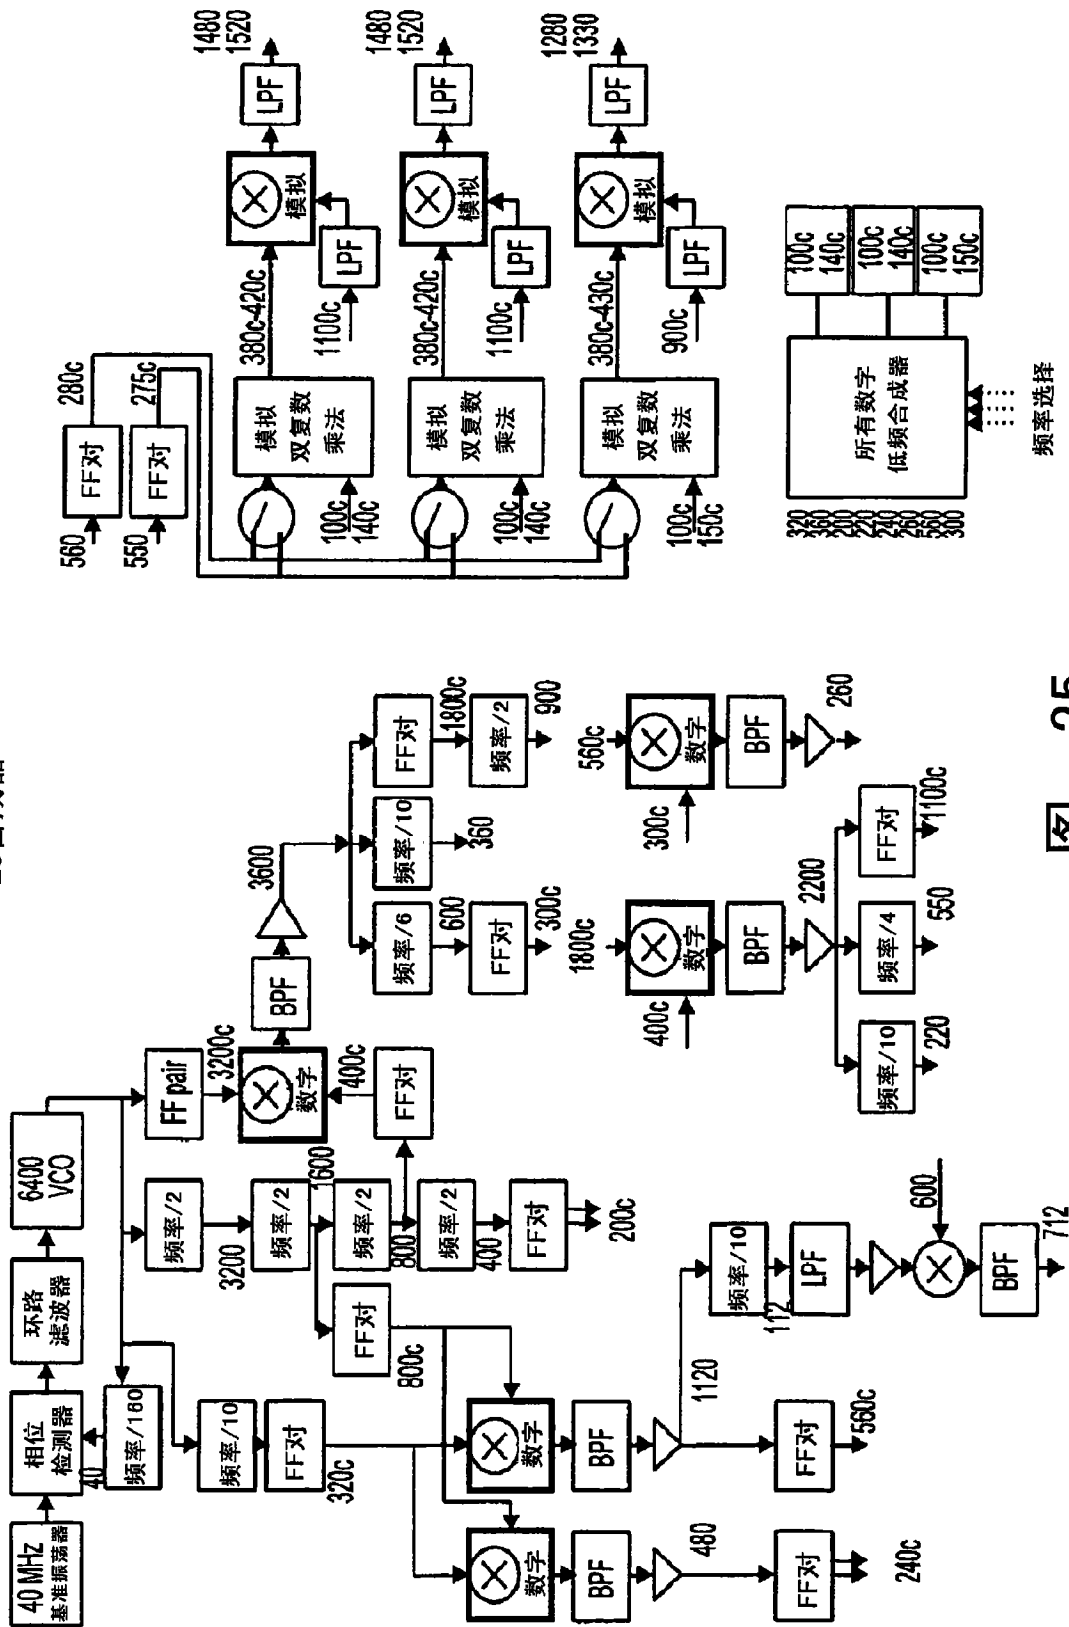 40 MHz
基准振荡器
相位
检测器
环路
滤波器
6400
VCO
40
频率/160
频率/10
FF对
320c
频率/2
3200
频率/2
1600
频率/2
800
频率/2
400
FF对
200c
FF对
800c
FF pair
3200c
数字
400c
FF对
BPF
3600
频率/6
600
FF对
300c
频率/10
360
FF对
1800c
频率/2
900
数字
BPF
480
FF对
240c
数字
BPF
1120
FF对
560c
频率/10
112
LPF
600
BPF
712
1800c
400c
数字
BPF
2200
频率/10
220
频率/4
550
FF对
1100c
560c
300c
数字
BPF
260
560
FF对
280c
550
FF对
275c
100c
140c
模拟
双复数
乘法
380c-420c
1100c
LPF
模拟
LPF
1480
1520
100c
140c
模拟
双复数
乘法
380c-420c
1100c
LPF
模拟
LPF
1480
1520
100c
150c
模拟
双复数
乘法
380c-430c
900c
LPF
模拟
LPF
1280
1330
320
360
200
220
240
260
550
560
300
所有数字
低频合成器
100c
140c
100c
140c
100c
150c
频率选择
图 25